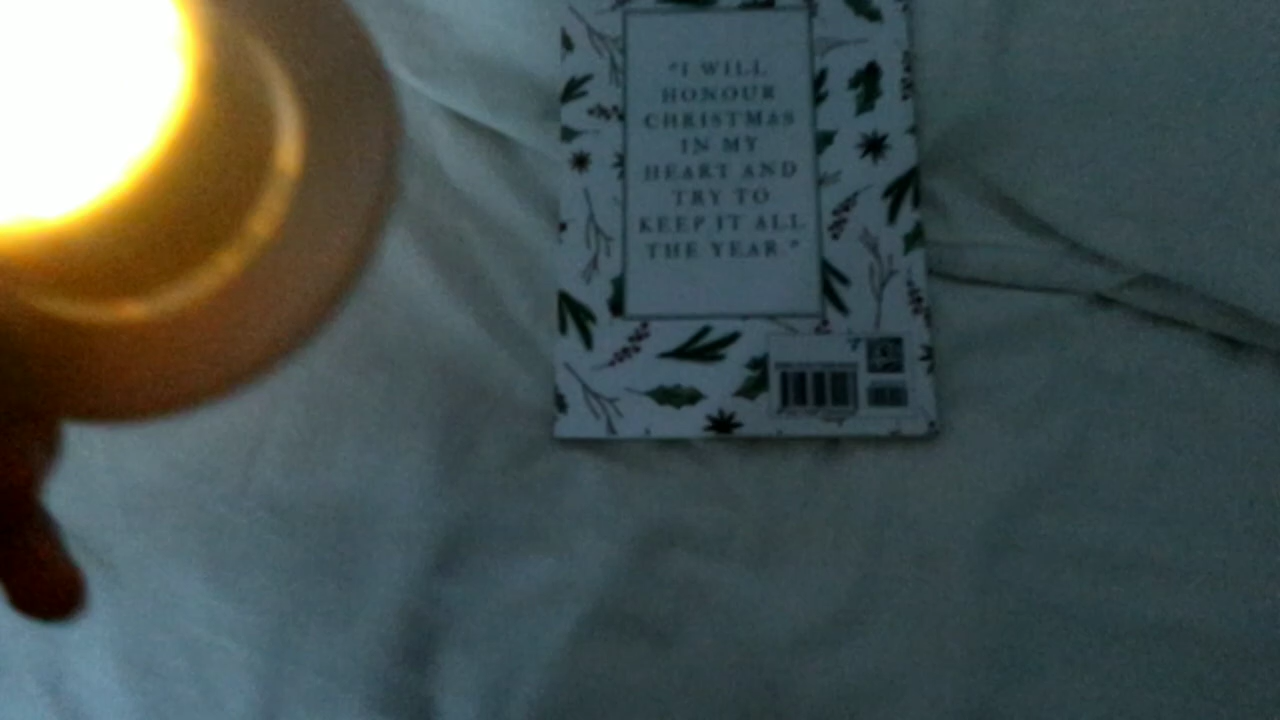 "I WILL
HONOUR
CHRISTMAS
IN MY
HEART AND
TRY TO
KEEP IT ALL
THE YEAR."